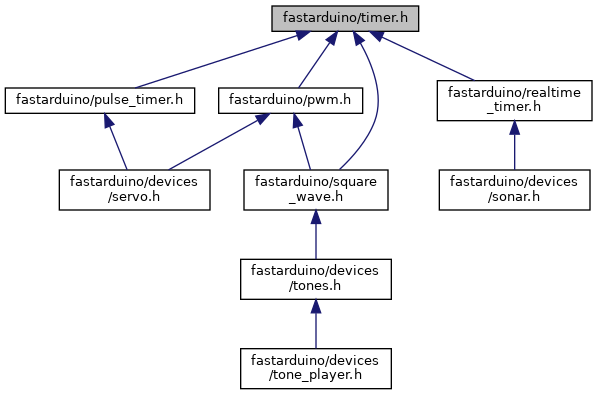 fastarduino/timer.h
fastarduino/pulse_timer.h
fastarduino/pwm.h
fastarduino/realtime
_timer.h
fastarduino/devices
/servo.h
fastarduino/square
_wave.h
fastarduino/devices
/sonar.h
fastarduino/devices
/tones.h
fastarduino/devices
/tone_player.h